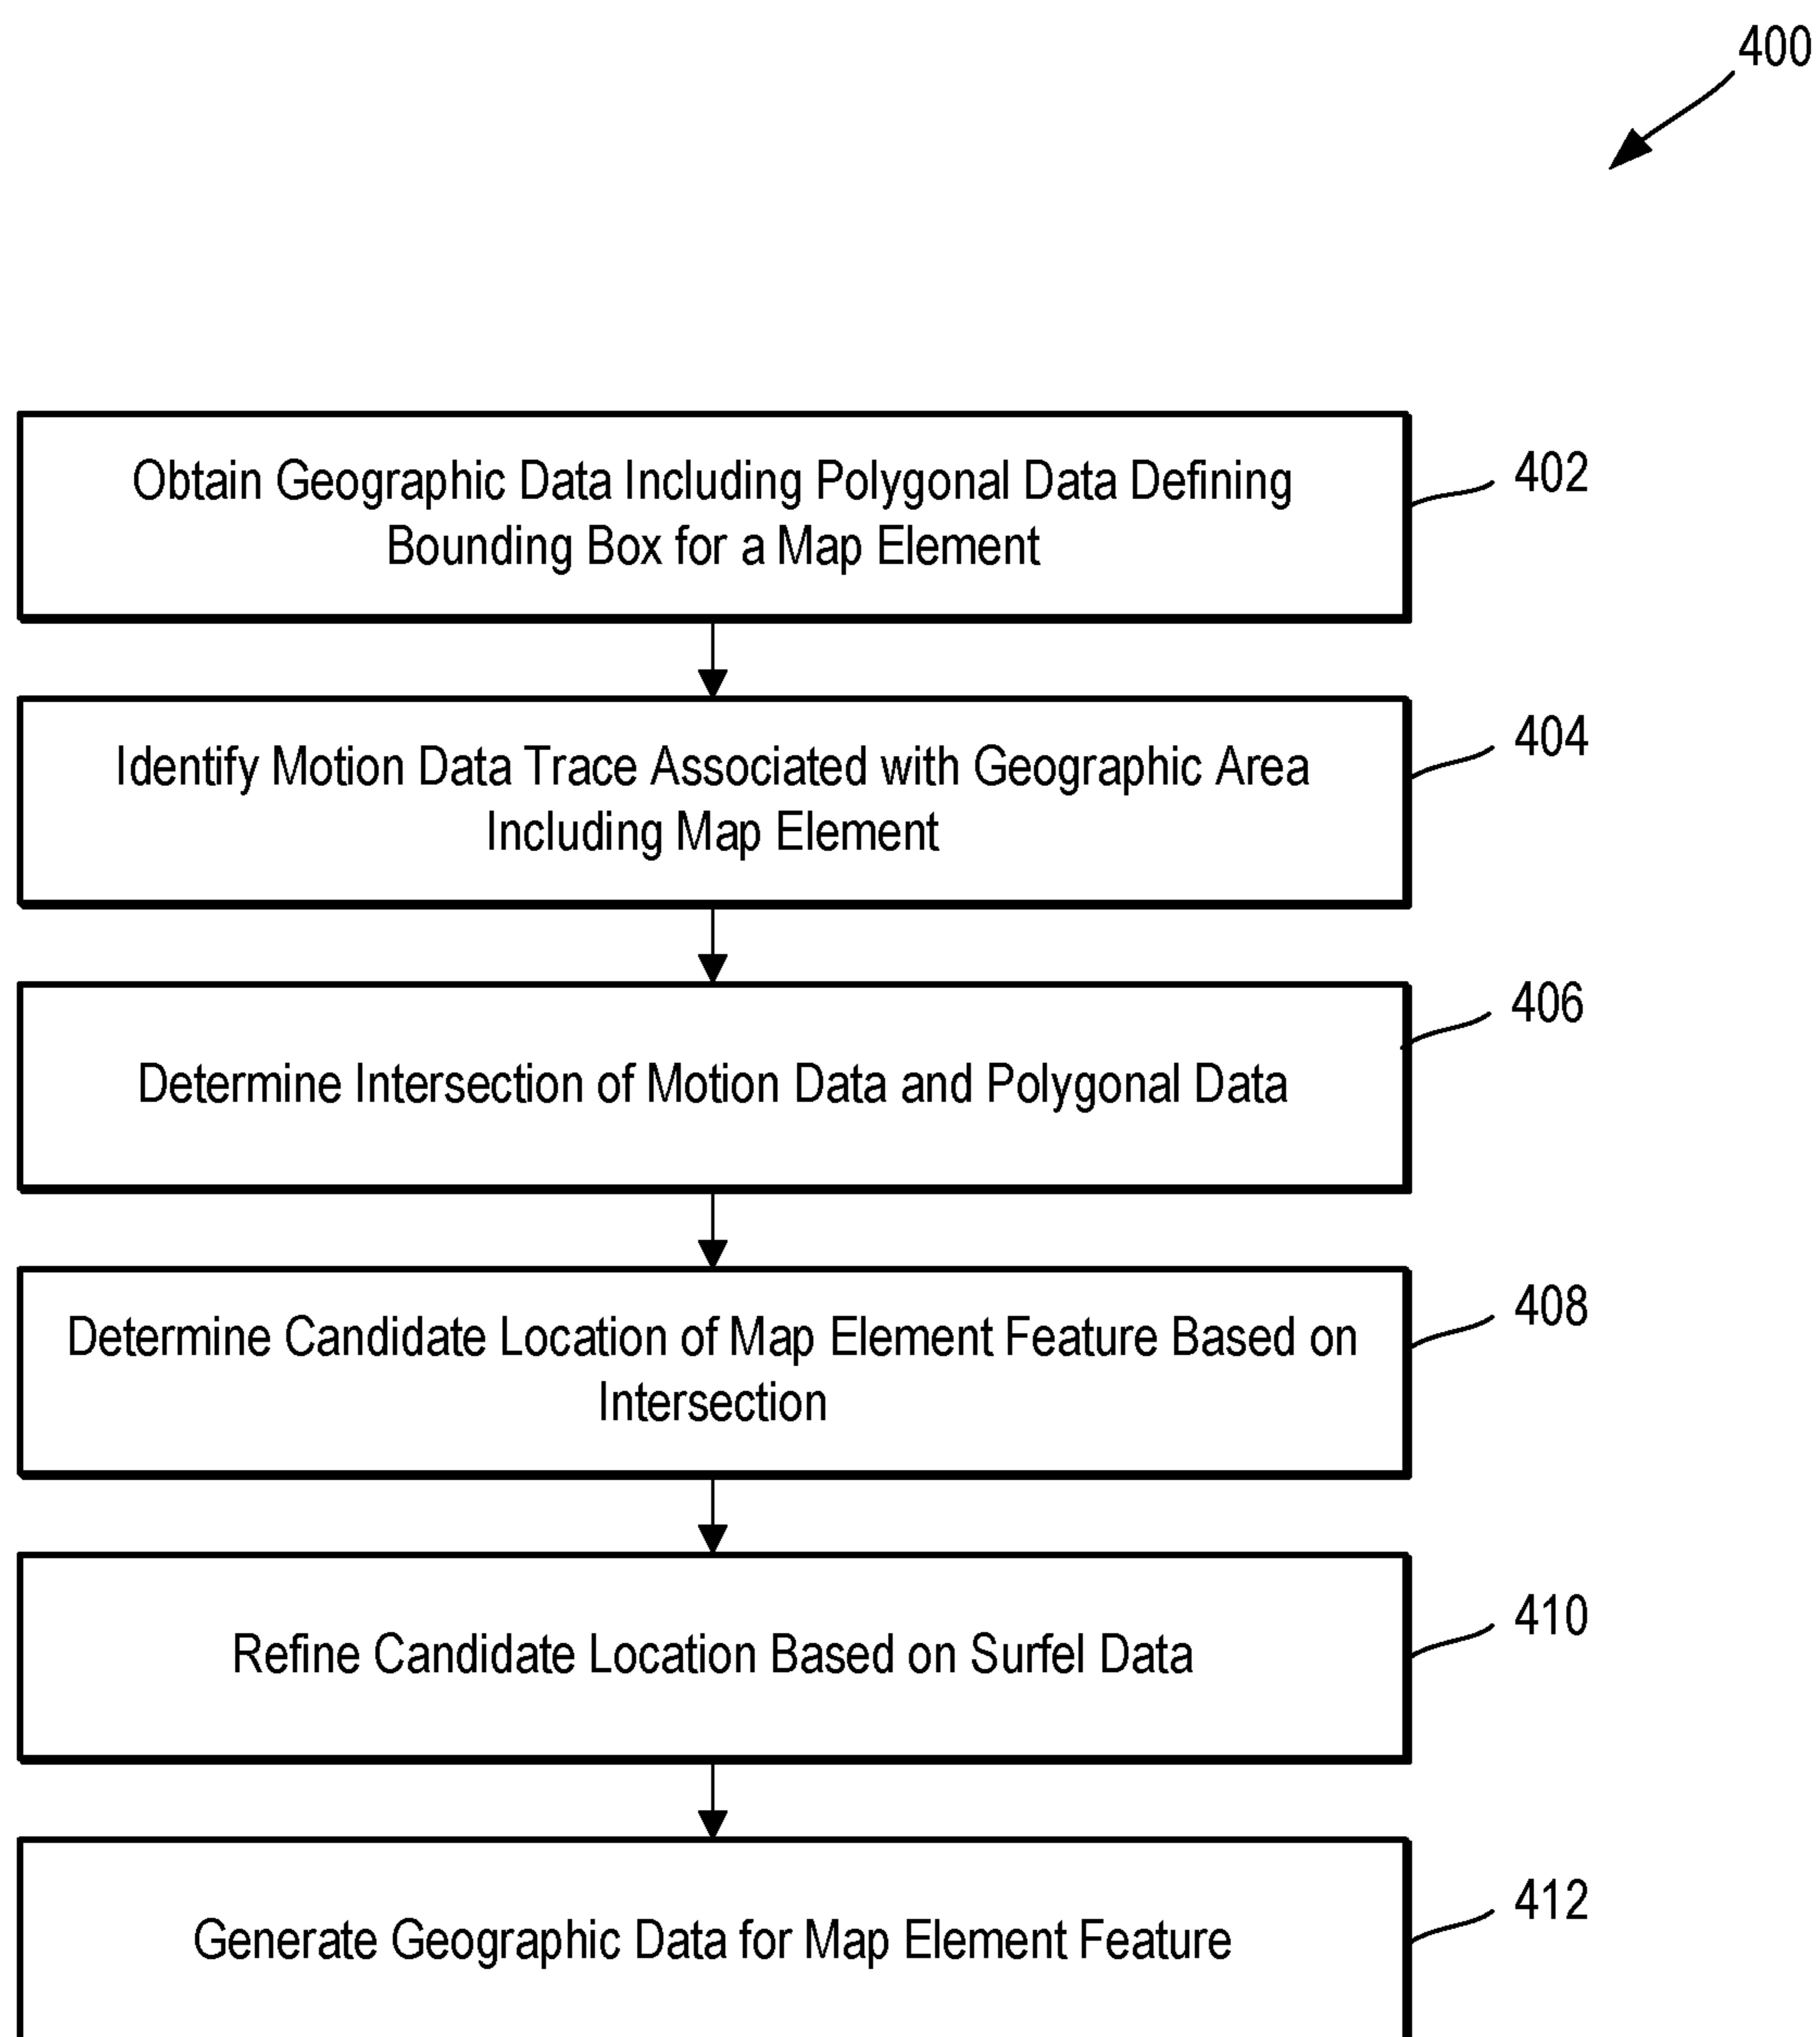 400
Obtain Geographic Data Including Polygonal Data Defining
Bounding Box for a Map Element
402
Identify Motion Data Trace Associated with Geographic Area
Including Map Element
404
Determine Intersection of Motion Data and Polygonal Data
406
Determine Candidate Location of Map Element Feature Based on
Intersection
408
Refine Candidate Location Based on Surfel Data
410
Generate Geographic Data for Map Element Feature
412